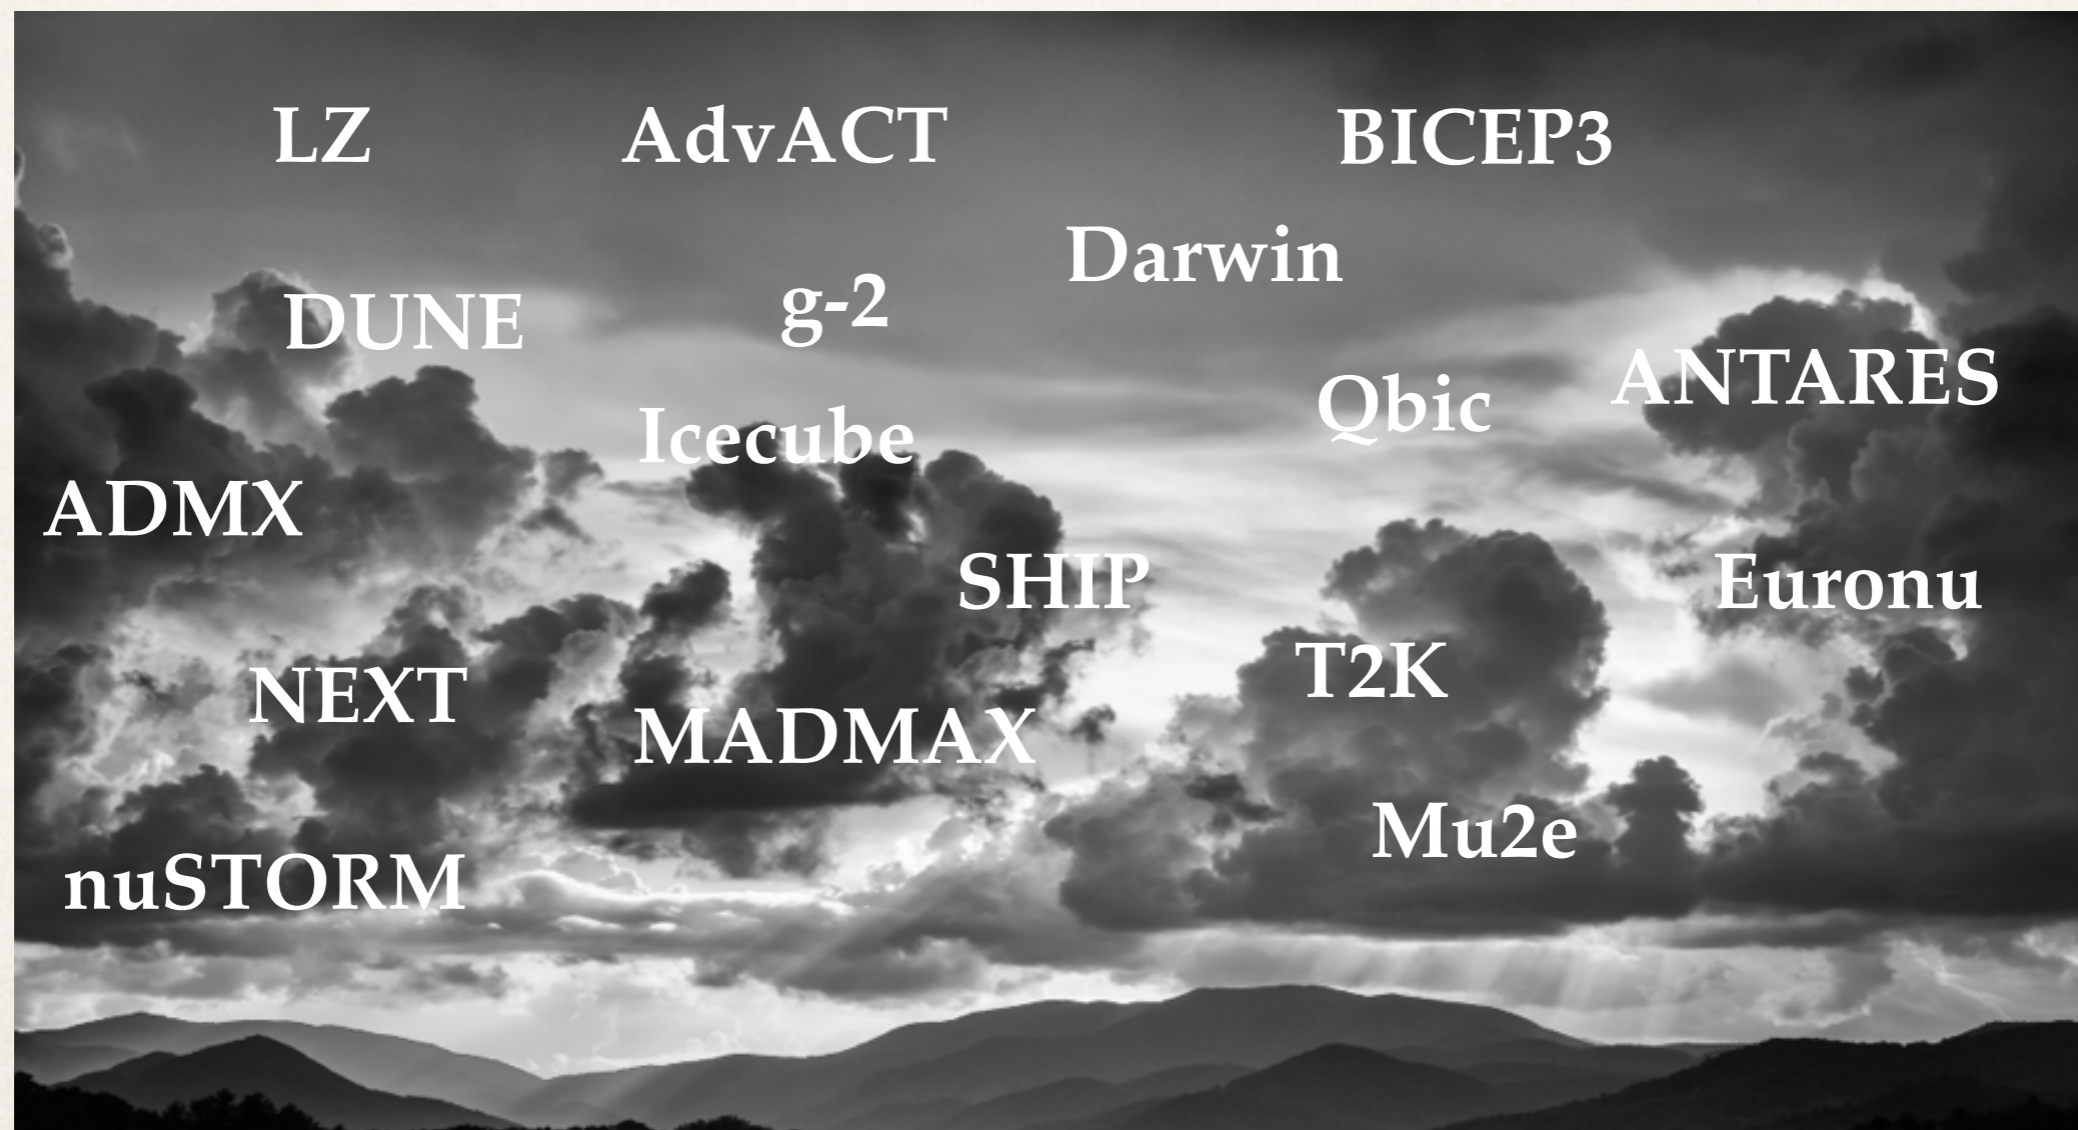 LZ
AdvACT
BICEP3
Darwin
DUNE
g-2
ANTARES
Qbic
Icecube
ADMX
SHIP
Euronu
T2K
NEXT
MADMAX
Mu2e
nuSTORM